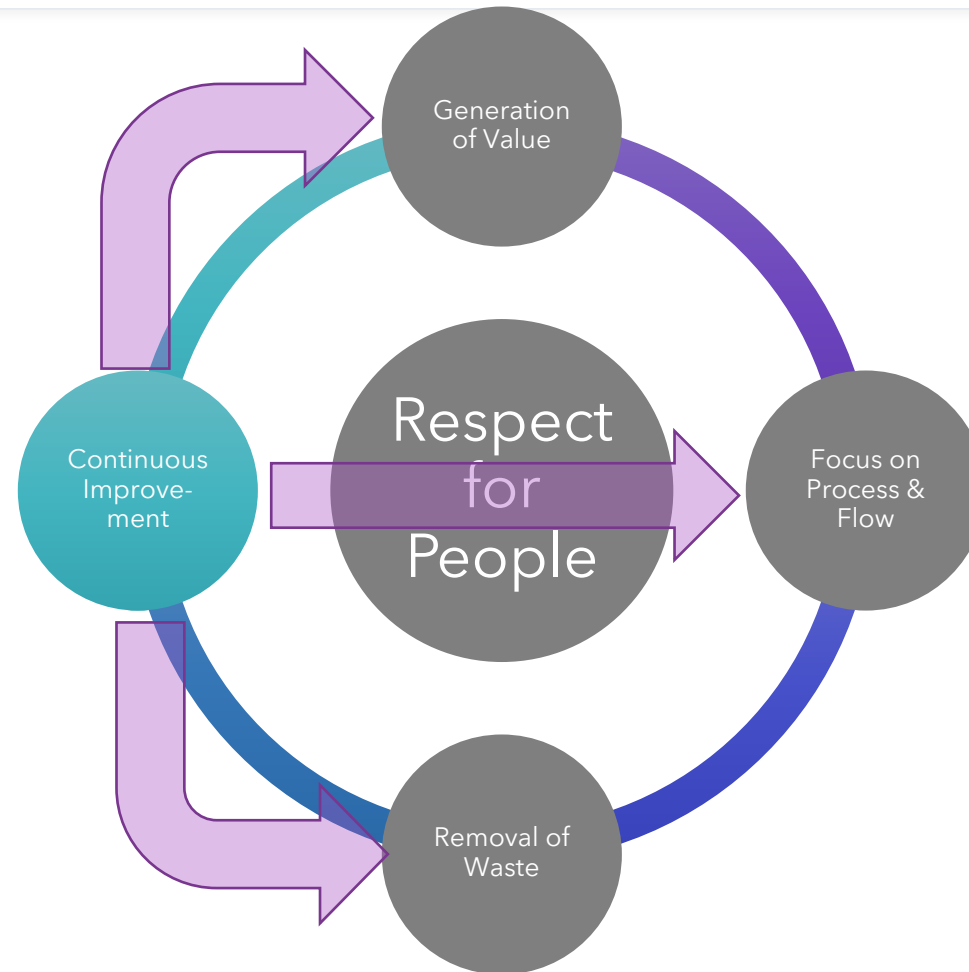 Generation
of Value
Respect
for
People
Continuous
Improve-
ment
Focus on
Process &
Flow
Removal of
Waste